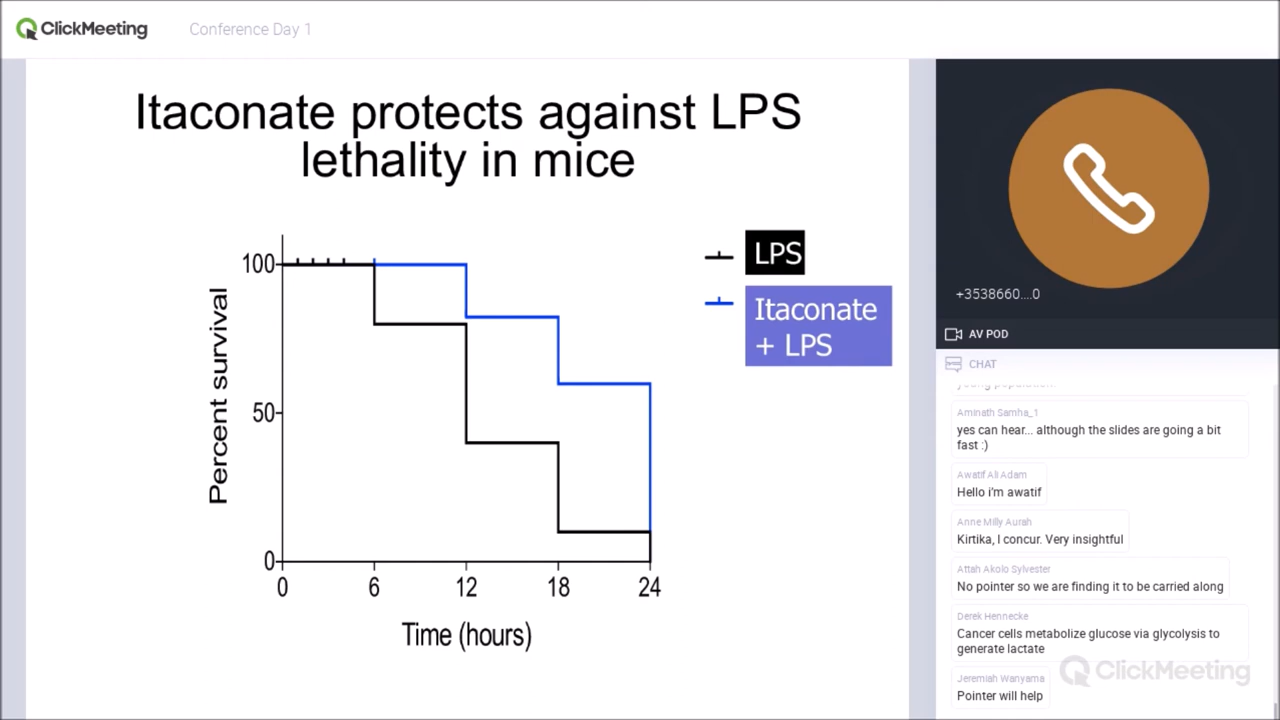 ClickMeeting
Conference Day 1
Itaconate protects against LPS
lethality in mice
LPS
Itaconate
+ LPS
Percent survival
100
50
0
0 6 12 18 24
Time (hours)
+3538660....0
AV POD
CHAT
Aminath Samha_1
yes can hear... although the slides are going a bit
fast :)
Awatif Ali Adam
Hello i'm awatif
Anne Milly Aurah
Kirtika, I concur. Very insightful
Attah Akolo Sylvester
No pointer so we are finding it to be carried along
Derek Hennecke
Cancer cells metabolize glucose via glycolysis to
generate lactate
Jeremiah Wanyama
Pointer will help
ClickMeeting